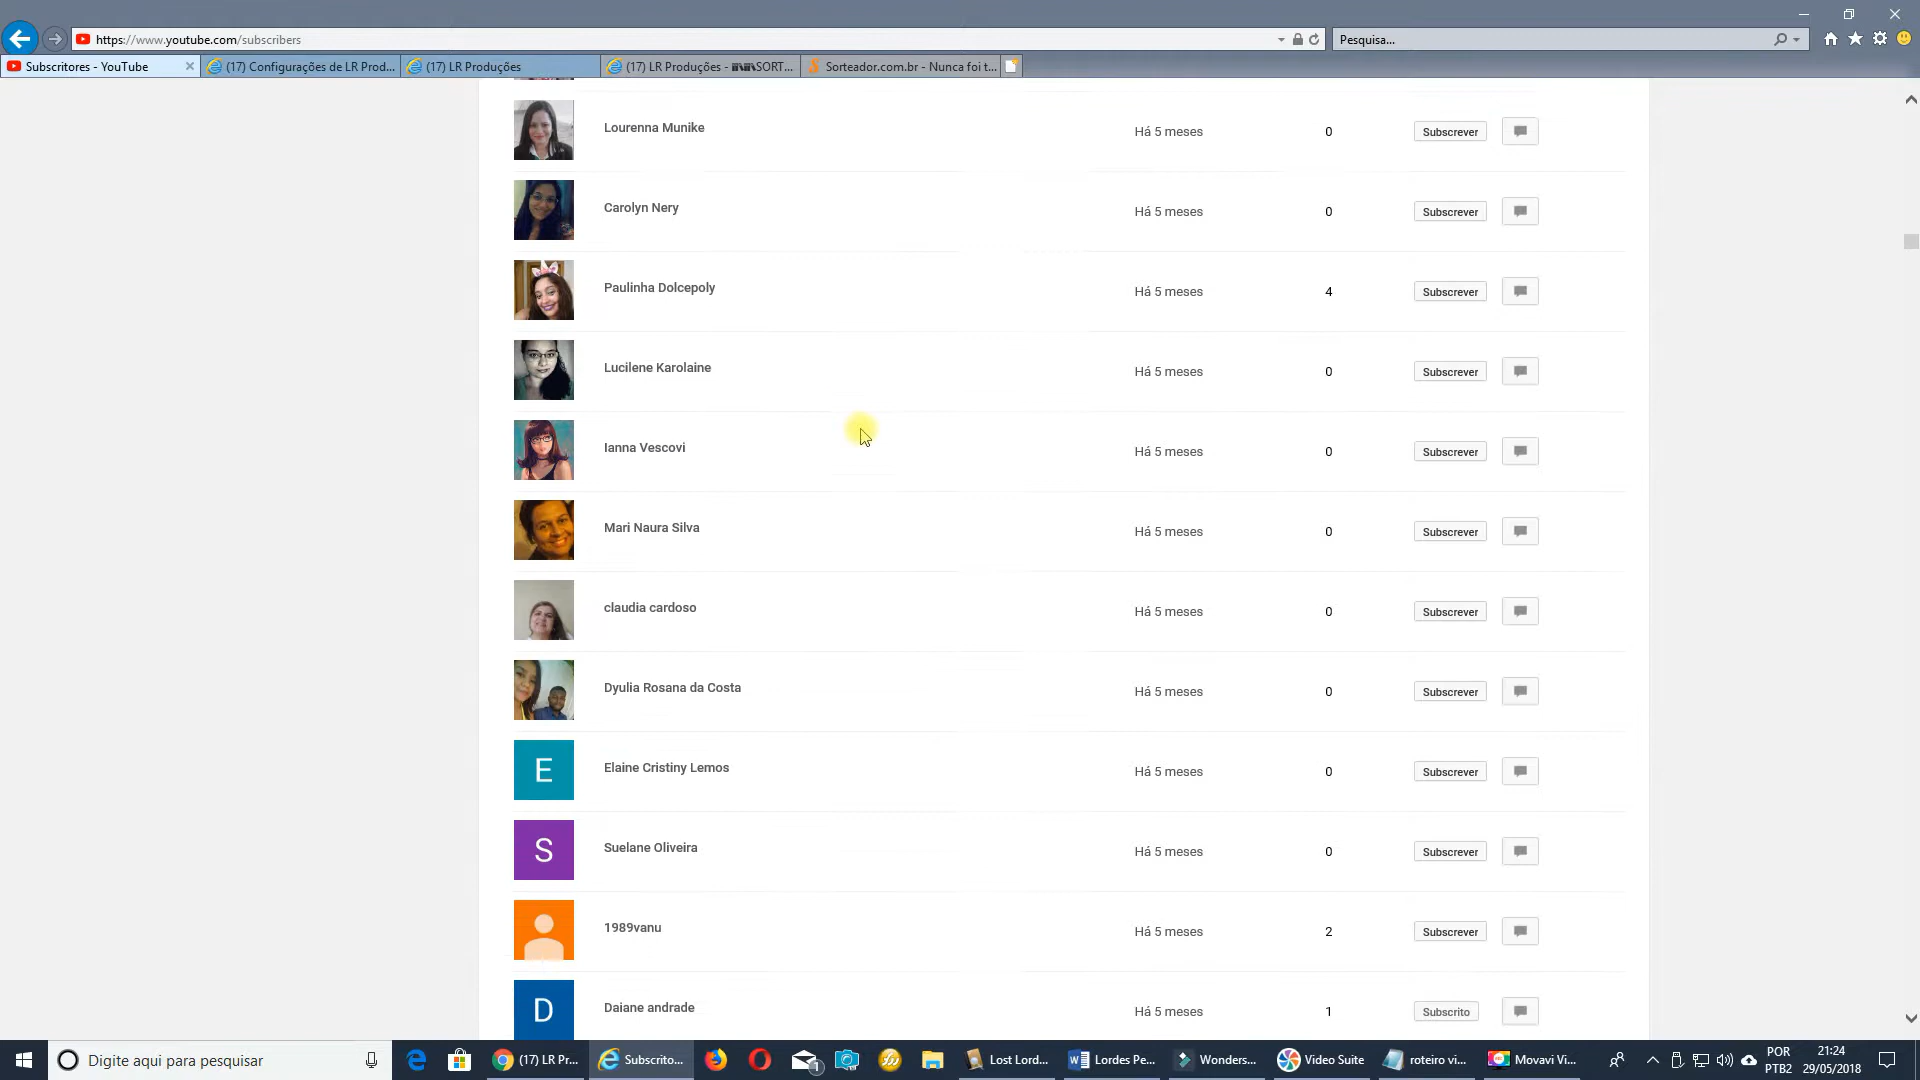 https://www.youtube.com/subscribers
Pesquisa...
Subscritores - YouTube
(17) Configurações de LR Prod...
(17) LR Produções
Sorteador.com.br - Nunca foi t...
Lourenna Munike Há 5 meses 0 Subscrever
Carolyn Nery Há 5 meses 0 Subscrever
Paulinha Dolcepoly Há 5 meses 4 Subscrever
Lucilene Karolaine Há 5 meses 0 Subscrever
Ianna Vescovi Há 5 meses 0 Subscrever
Mari Naura Silva Há 5 meses 0 Subscrever
claudia cardoso Há 5 meses 0 Subscrever
Dyulia Rosana da Costa Há 5 meses 0 Subscrever
E Elaine Cristiny Lemos Há 5 meses 0 Subscrever
S Suelane Oliveira Há 5 meses 0 Subscrever
1989vanu Há 5 meses 2 Subscrever
D Daiane andrade Há 5 meses 1 Subscrito
Digite aqui para pesquisar
(17) LR Pr...
Subscrito...
1
Lost Lord...
Lordes Pe...
Wonders...
Video Suite
roteiro vi...
Movavi Vi...
POR
PTB2
21:24
29/05/2018